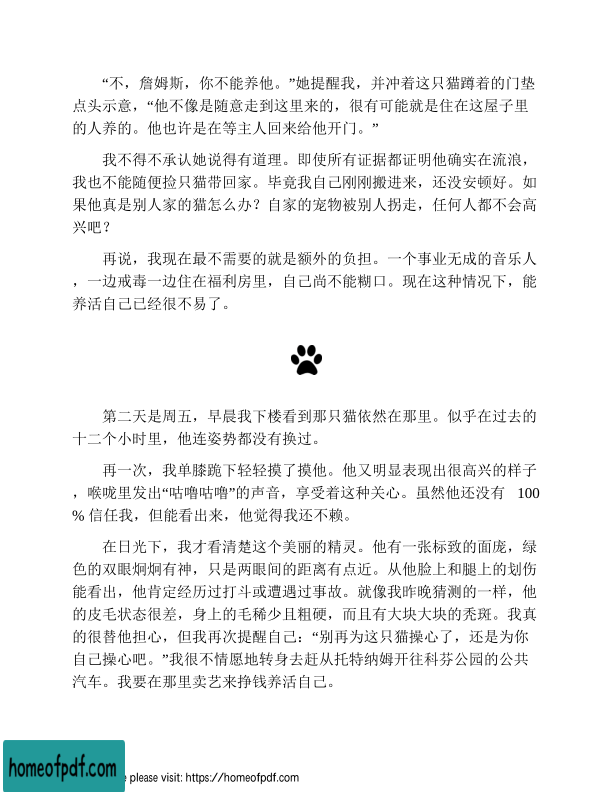 “不，詹姆斯，你不能养他。”她提醒我，并冲着这只猫蹲着的门垫
点头示意，“他不像是随意走到这里来的，很有可能就是住在这屋子里
的人养的。他也许是在等主人回来给他开门。”
我不得不承认她说得有道理。即使所有证据都证明他确实在流浪，
我也不能随便捡只猫带回家。毕竟我自己刚刚搬进来，还没安顿好。如
果他真是别人家的猫怎么办？自家的宠物被别人拐走，任何人都不会高
兴吧？
再说，我现在最不需要的就是额外的负担。一个事业无成的音乐人
，一边戒毒一边住在福利房里，自己尚不能糊口。现在这种情况下，能
养活自己已经很不易了。
第二天是周五，早晨我下楼看到那只猫依然在那里。似乎在过去的
十二个小时里，他连姿势都没有换过。
再一次，我单膝跪下轻轻摸了摸他。他又明显表现出很高兴的样子
，喉咙里发出“咕噜咕噜”的声音，享受着这种关心。虽然他还没有 100
% 信任我，但能看出来，他觉得我还不赖。
在日光下，我才看清楚这个美丽的精灵。他有一张标致的面庞，绿
色的双眼炯炯有神，只是两眼间的距离有点近。从他脸上和腿上的划伤
能看出，他肯定经历过打斗或遭遇过事故。就像我昨晚猜测的一样，他
的皮毛状态很差，身上的毛稀少且粗硬，而且有大块大块的秃斑。我真
的很替他担心，但我再次提醒自己：“别再为这只猫操心了，还是为你
自己操心吧。”我很不情愿地转身去赶从托特纳姆开往科芬公园的公共
汽车。我要在那里卖艺来挣钱养活自己。
homeofpdf.com
e please visit: https://homeofpdf.com